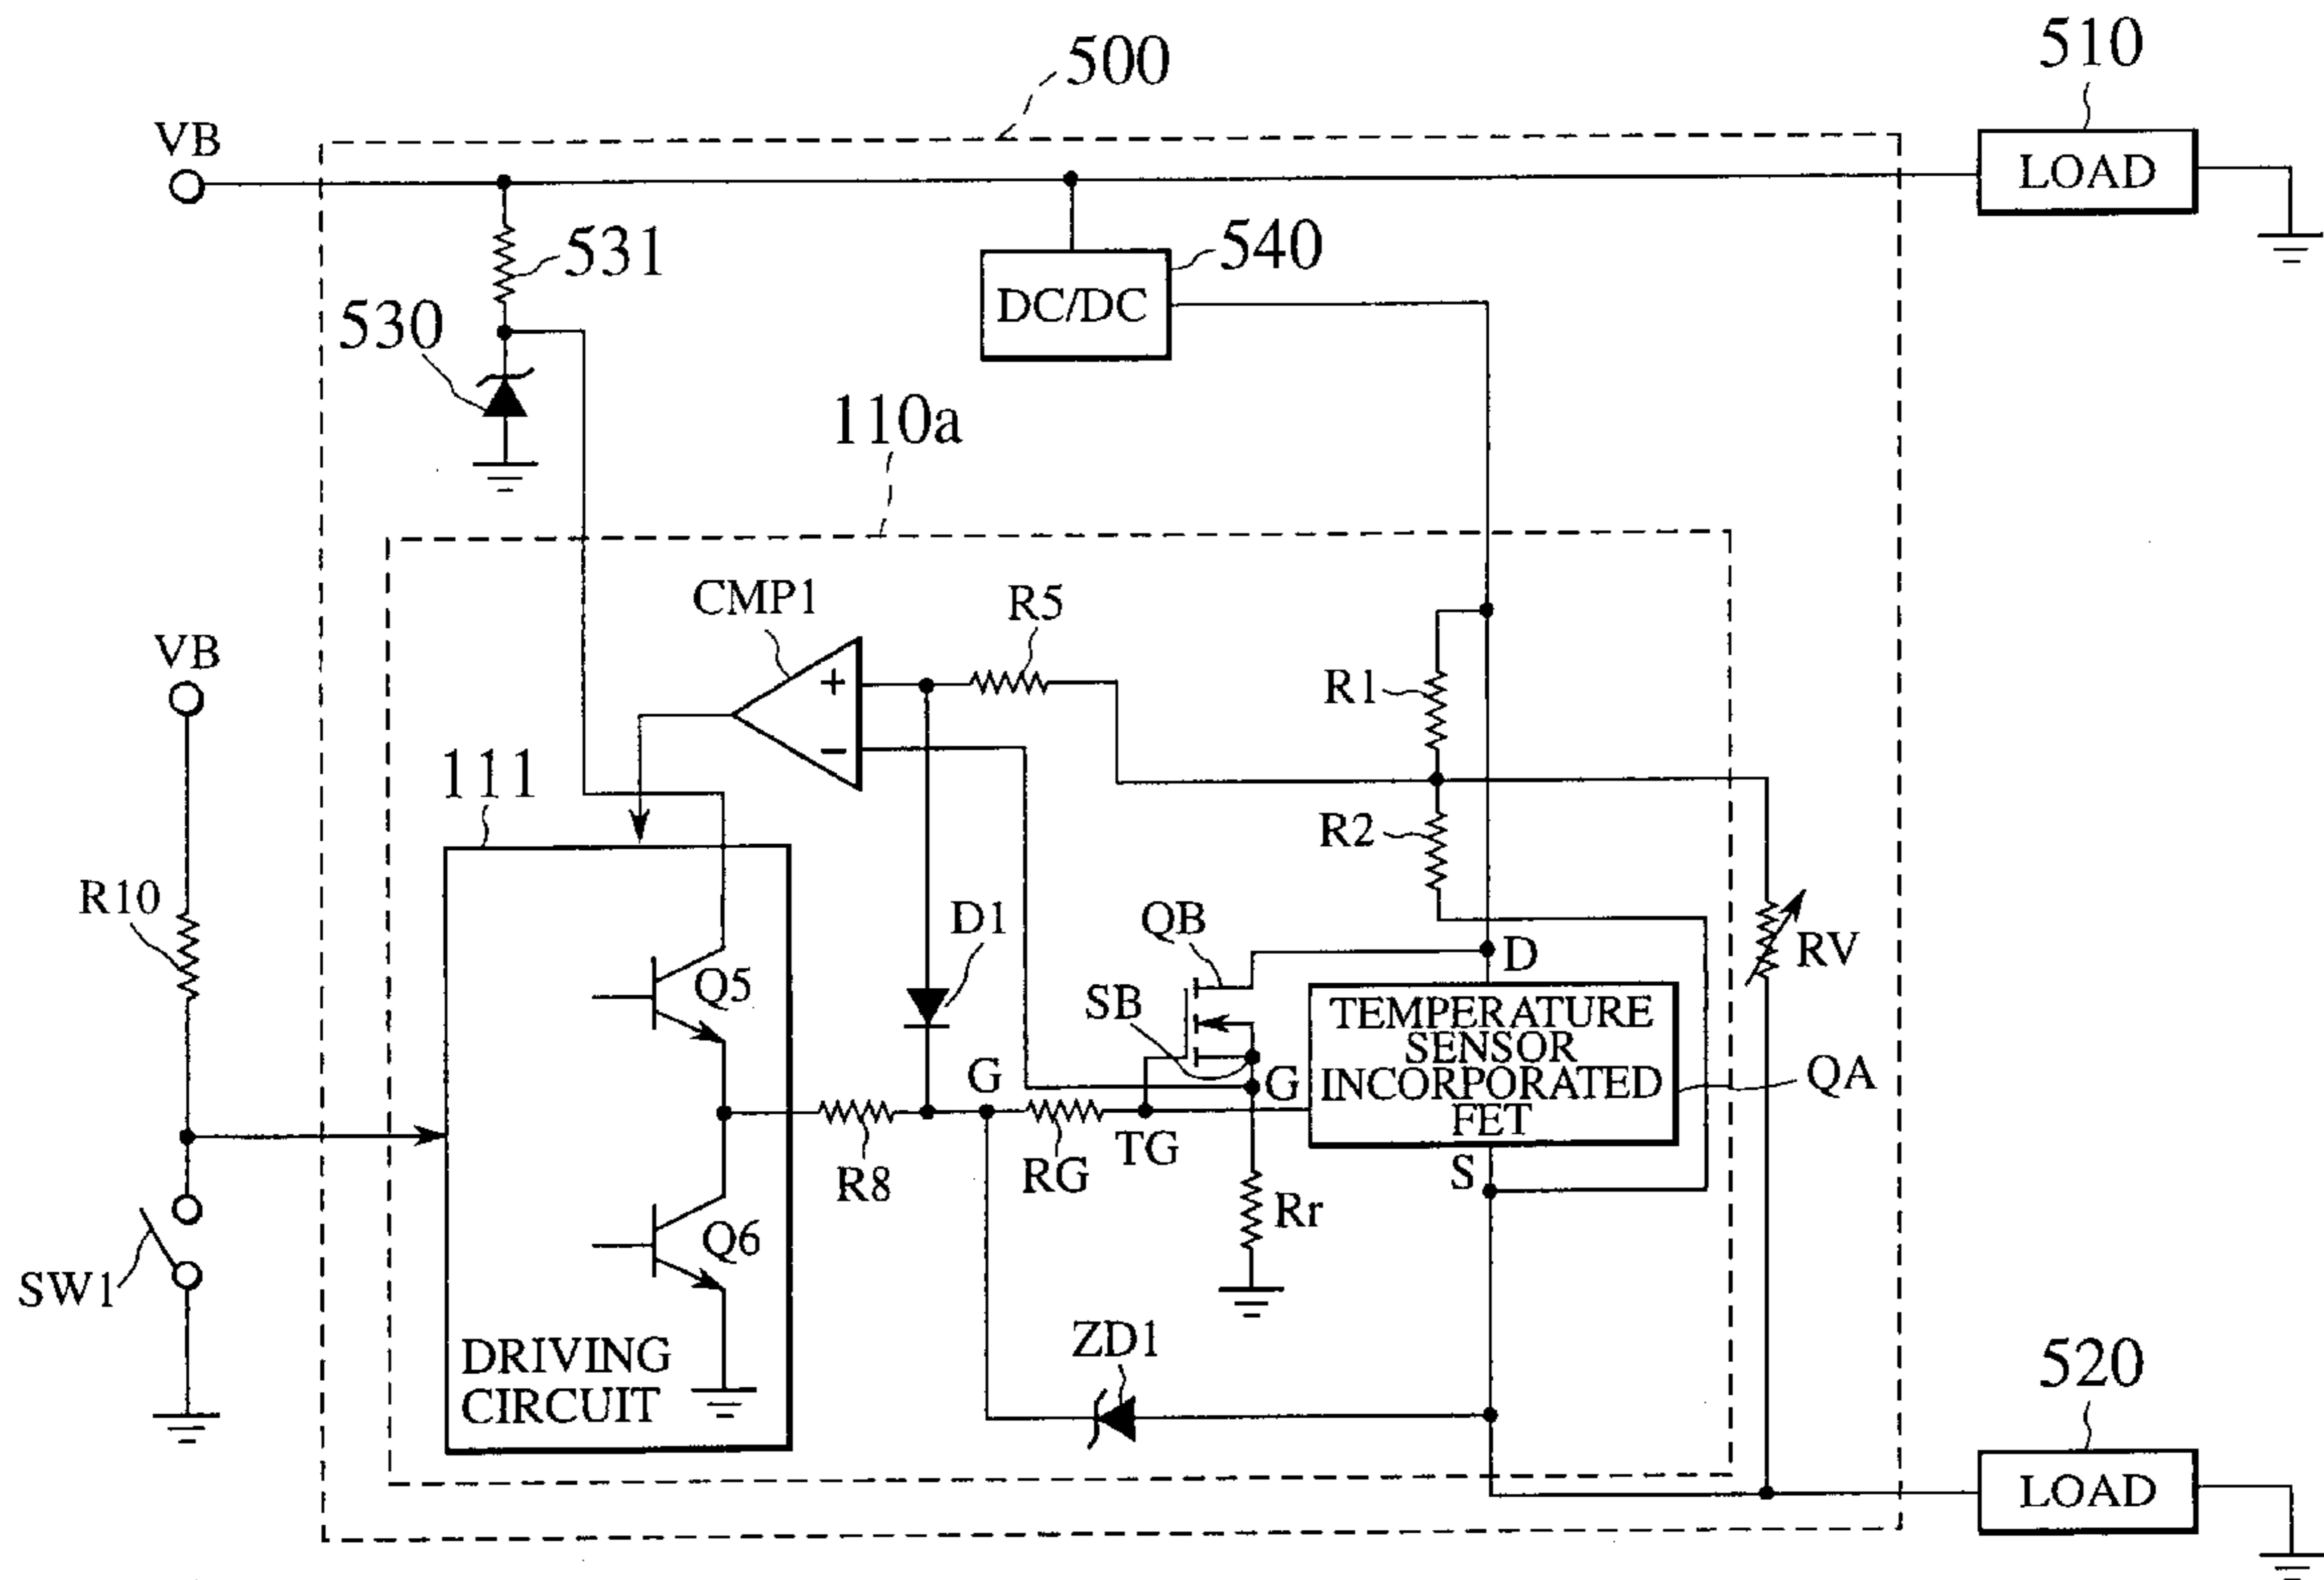 500
510
VB
LOAD
531
540
DC/DC
530
110a
CMP1
R5
VB
+
R1
−
111
R2
R10
D1
QB
RV
Q5
D
SB
TEMPERATURE
SENSOR
INCORPORATED
FET
G
G
QA
R8
RG
TG
S
Rr
Q6
SW1
ZD1
DRIVING
CIRCUIT
520
LOAD